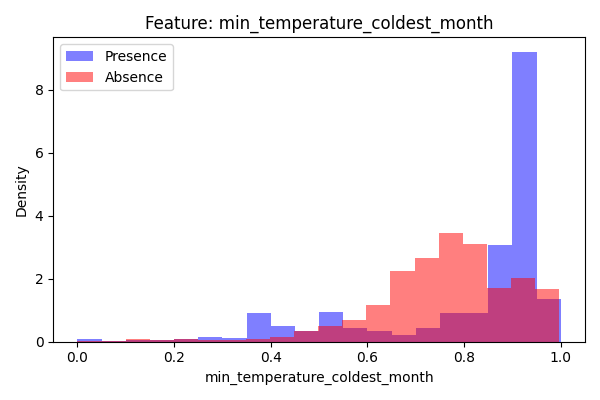 Feature: min_temperature_coldest_month
Presence
Absence
Density
8
6
4
2
0
0.0 0.2 0.4 0.6 0.8 1.0
min_temperature_coldest_month